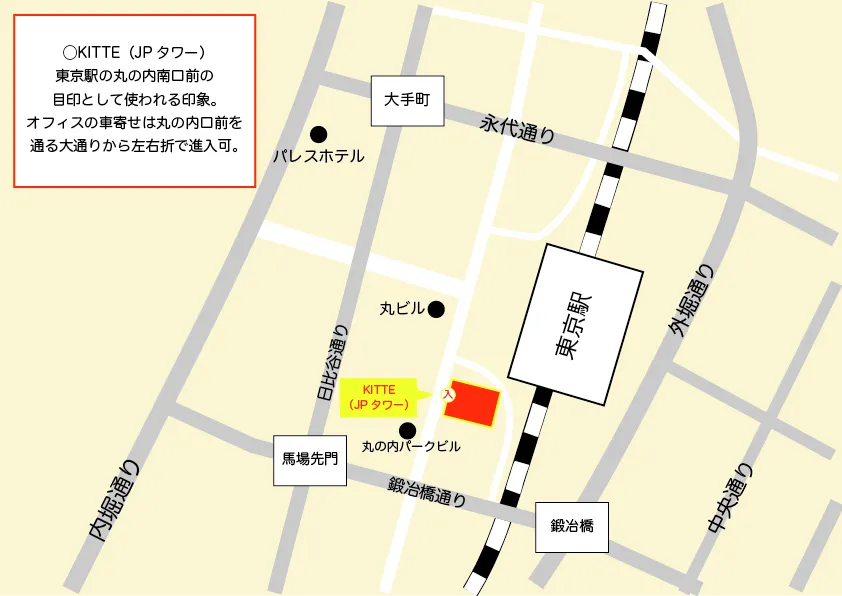 ○KITTE（JPタワー）
東京駅の丸の内南口前の
目印として使われる印象。
オフィスの車寄せは丸の内口前を
通る大通りから左右折で進入可。
大手町
永代通り
パレスホテル
外堀通り
丸ビル
東京駅
日比谷通り
KITTE
（JPタワー）
入
丸の内パークビル
馬場先門
内堀通り
鍛冶橋通り
中央通り
鍛冶橋